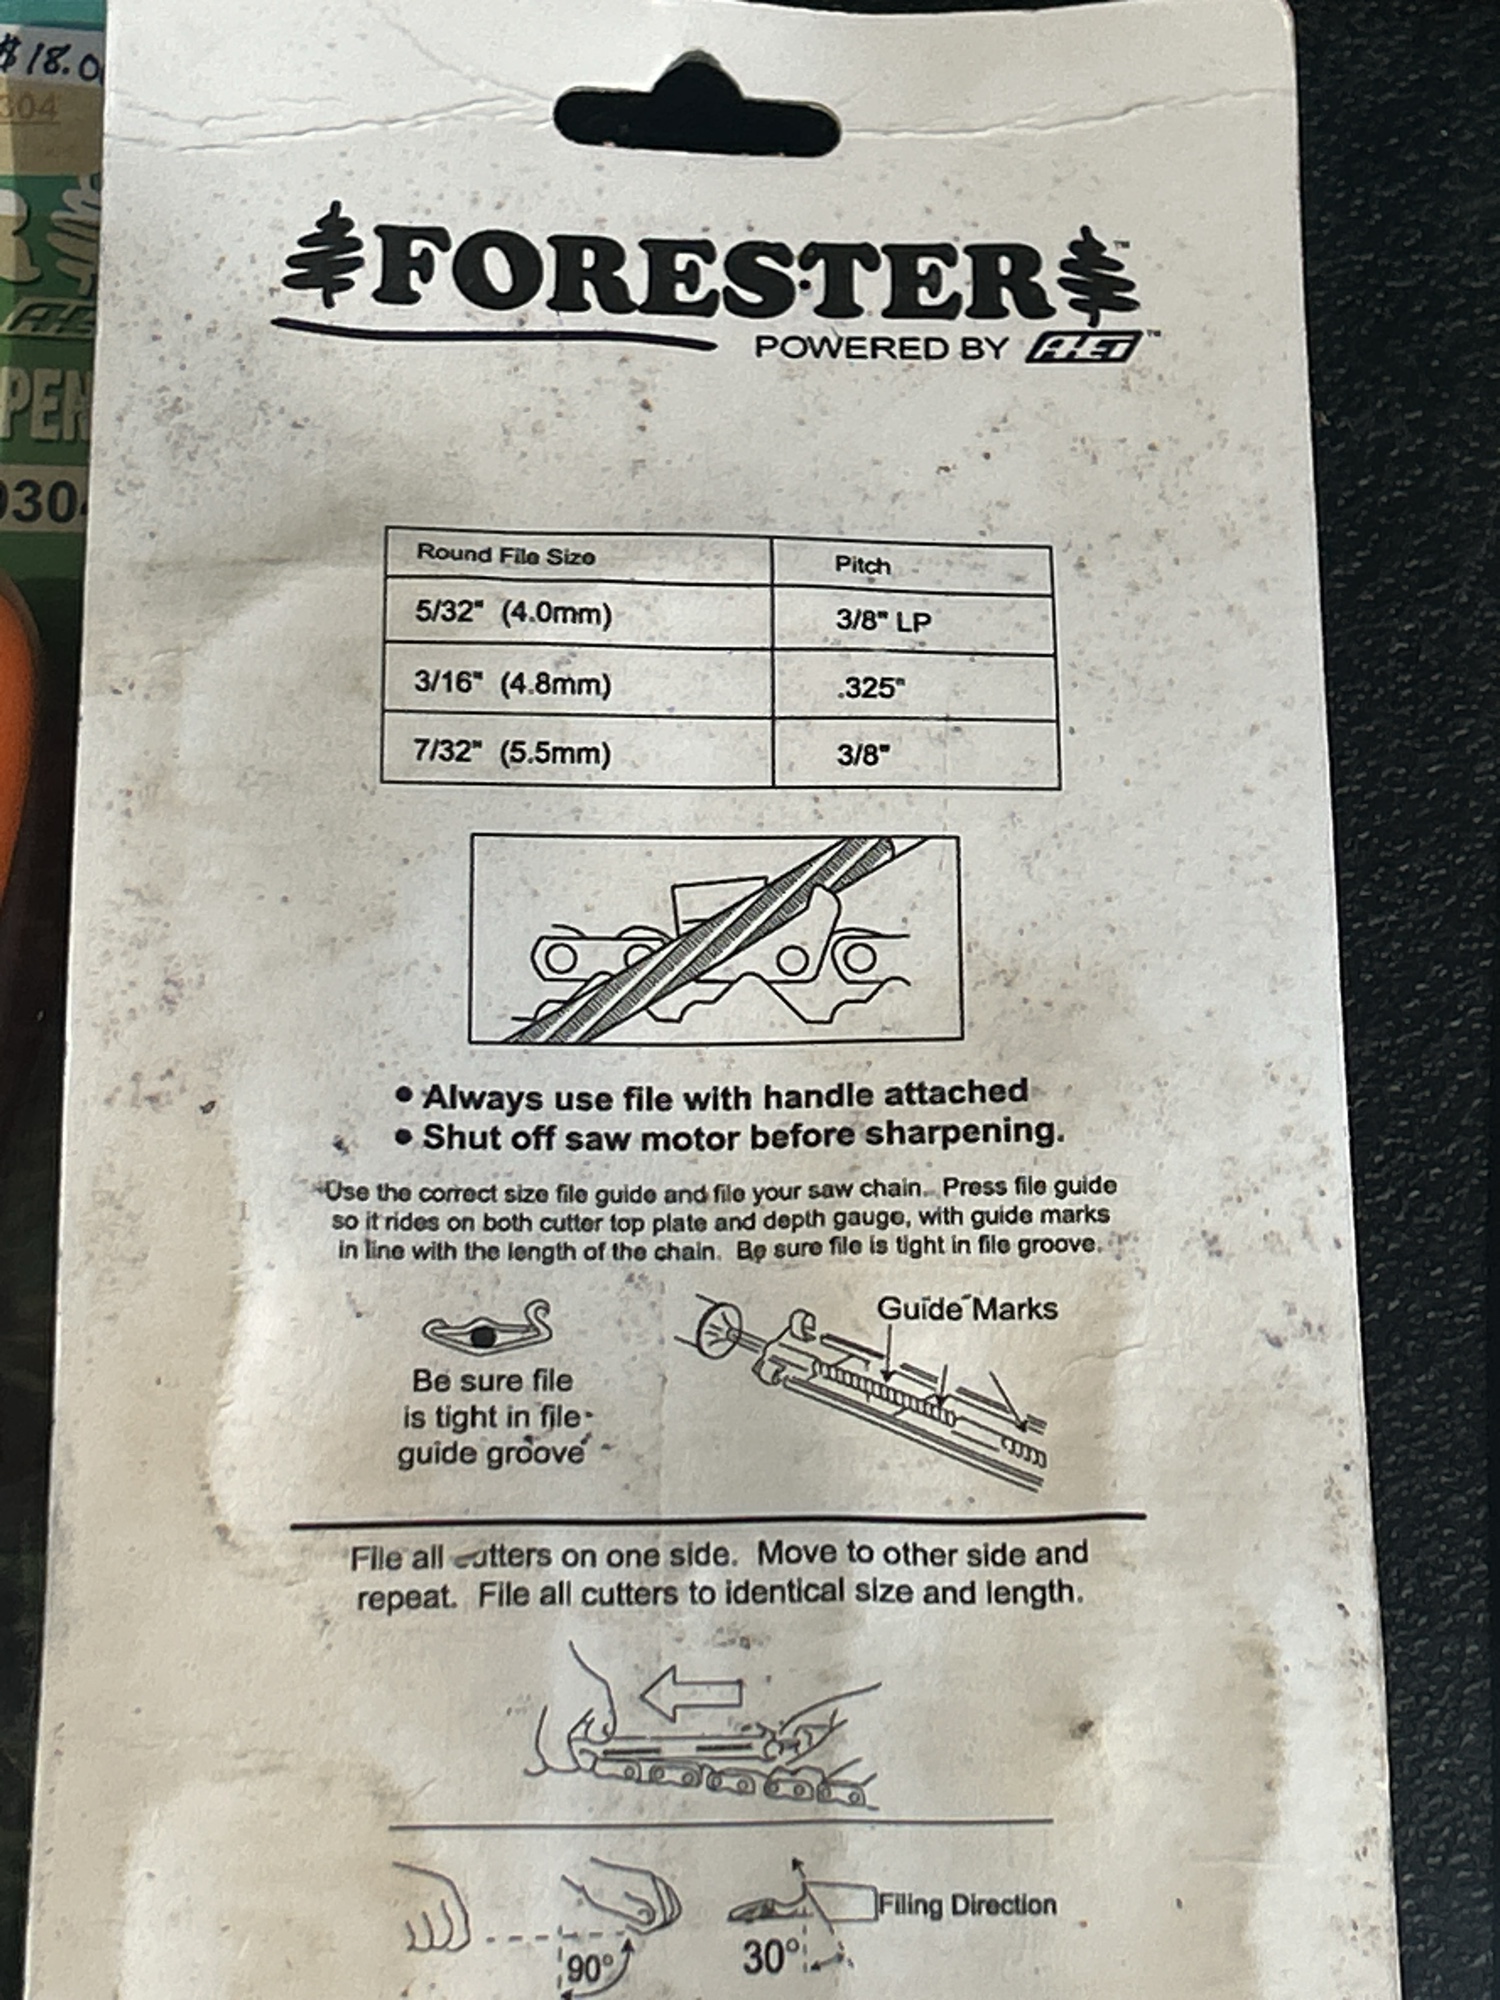 $18.0
304
PEN
0304
FORESTER™
POWERED BY AHET™
Round File Size Pitch
5/32" (4.0mm) 3/8" LP
3/16" (4.8mm) .325"
7/32" (5.5mm) 3/8"
• Always use file with handle attached
• Shut off saw motor before sharpening.
Use the correct size file guide and file your saw chain. Press file guide
so it rides on both cutter top plate and depth gauge, with guide marks
in line with the length of the chain. Be sure file is tight in file groove.
Guide Marks
Be sure file
is tight in file
guide groove
File all cutters on one side. Move to other side and
repeat. File all cutters to identical size and length.
Filing Direction
90°
30°